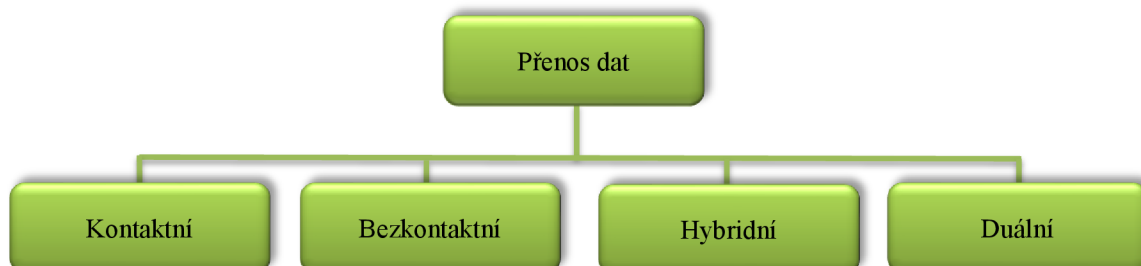 Přenos dat
Kontaktní
Bezkontaktní
Hybridní
Duální